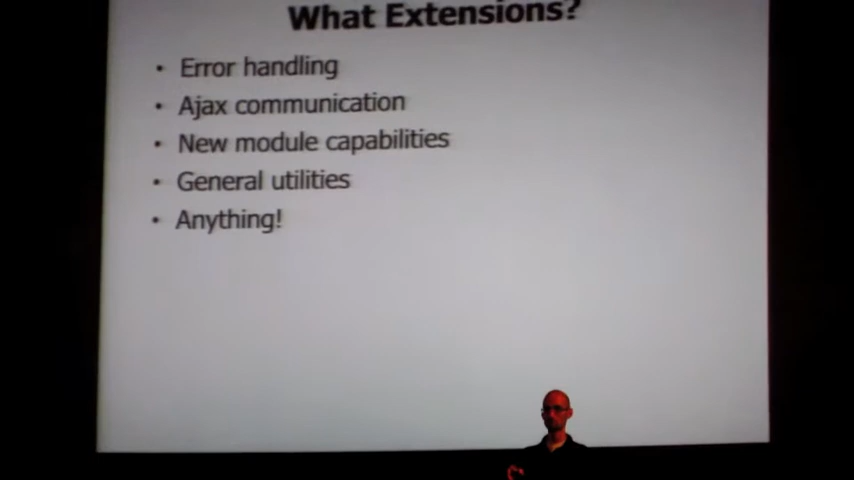 What Extensions?
• Error handling
• Ajax communication
• New module capabilities
• General utilities
• Anything!